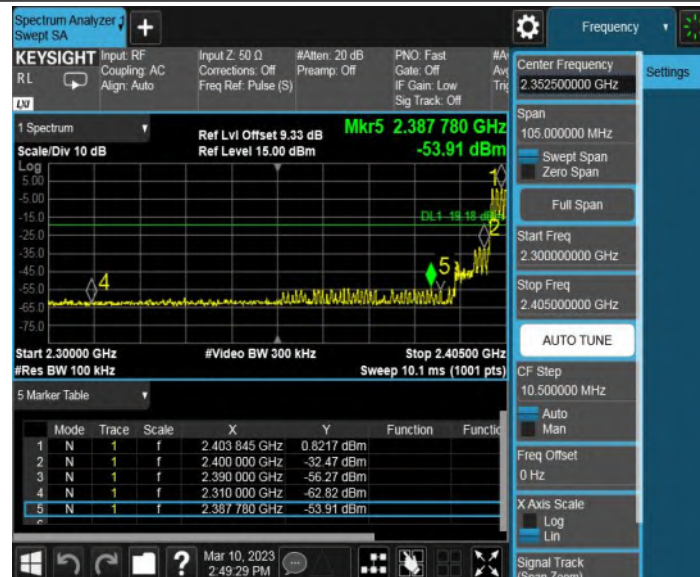 Spectrum Analyzer 1
Swept SA
+
Frequency
KEYSIGHT
RL
LXI
Input: RF
Coupling: AC
Align: Auto
Input Z: 50 Ω
Corrections: Off
Freq Ref: Pulse (S)
#Atten: 20 dB
Preamp: Off
PNO: Fast
Gate: Off
IF Gain: Low
Sig Track: Off
#A
Avg
Trig
1 Spectrum
Scale/Div 10 dB
Ref Lvl Offset 9.33 dB
Ref Level 15.00 dBm
Mkr5 2.387 780 GHz
-53.91 dBm
Log
5.00
-5.00
-15.0
-25.0
-35.0
-45.0
-55.0
-65.0
-75.0
1
DL1 -19.18 dBm
2
5
4
Start 2.30000 GHz
#Video BW 300 kHz
Stop 2.40500 GHz
#Res BW 100 kHz
Sweep 10.1 ms (1001 pts)
5 Marker Table
Mode Trace Scale X Y Function Functio
1 N 1 f 2.403 845 GHz 0.8217 dBm
2 N 1 f 2.400 000 GHz -32.47 dBm
3 N 1 f 2.390 000 GHz -56.27 dBm
4 N 1 f 2.310 000 GHz -62.82 dBm
5 N 1 f 2.387 780 GHz -53.91 dBm
?
Mar 10, 2023
2:49:29 PM
Center Frequency
2.352500000 GHz
Settings
Span
105.000000 MHz
Swept Span
Zero Span
Full Span
Start Freq
2.300000000 GHz
Stop Freq
2.405000000 GHz
AUTO TUNE
CF Step
10.500000 MHz
Auto
Man
Freq Offset
0 Hz
X Axis Scale
Log
Lin
Signal Track
(Span Zoom)